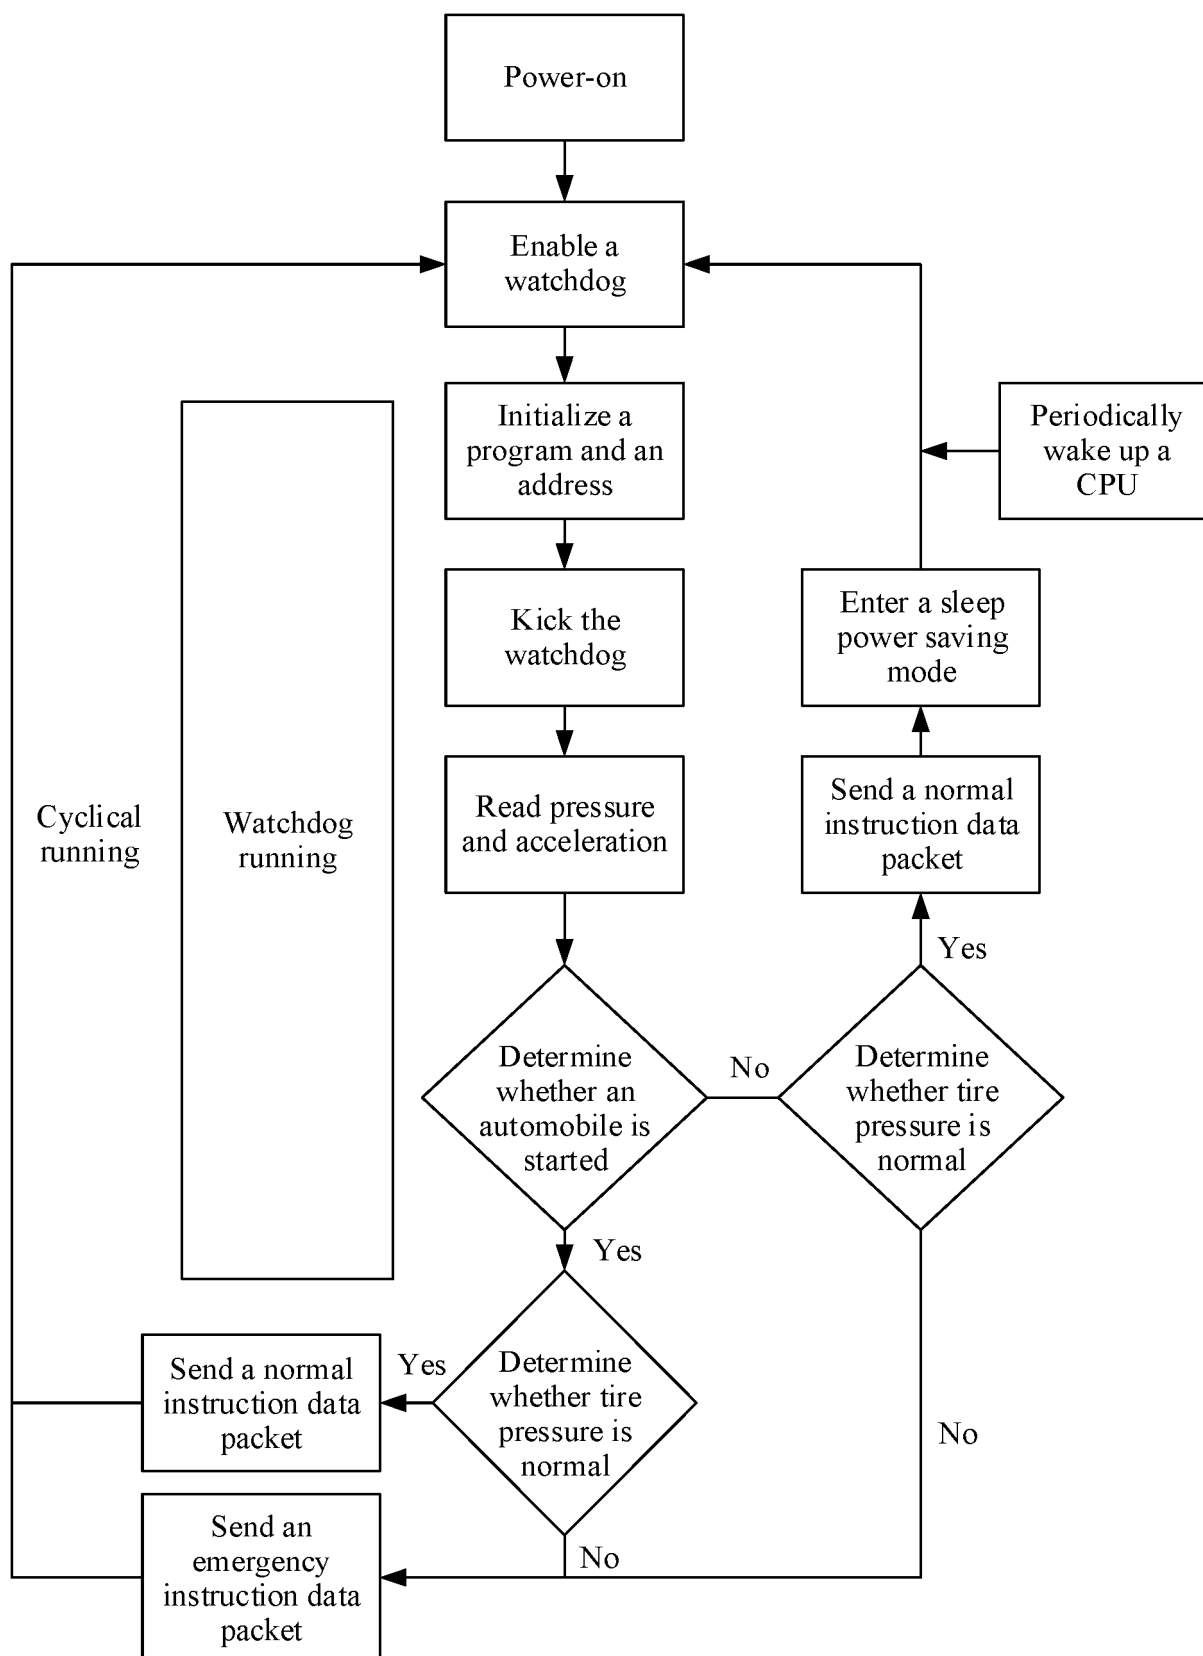 Power-on
Enable a
watchdog
Initialize a
program and an
address
Periodically
wake up a
CPU
Kick the
watchdog
Enter a sleep
power saving
mode
Cyclical
running
Watchdog
running
Read pressure
and acceleration
Send a normal
instruction data
packet
Yes
Determine
whether an
automobile is
started
No
Determine
whether tire
pressure is
normal
Yes
Send a normal
instruction data
packet
Yes
Determine
whether tire
pressure is
normal
No
Send an
emergency
instruction data
packet
No